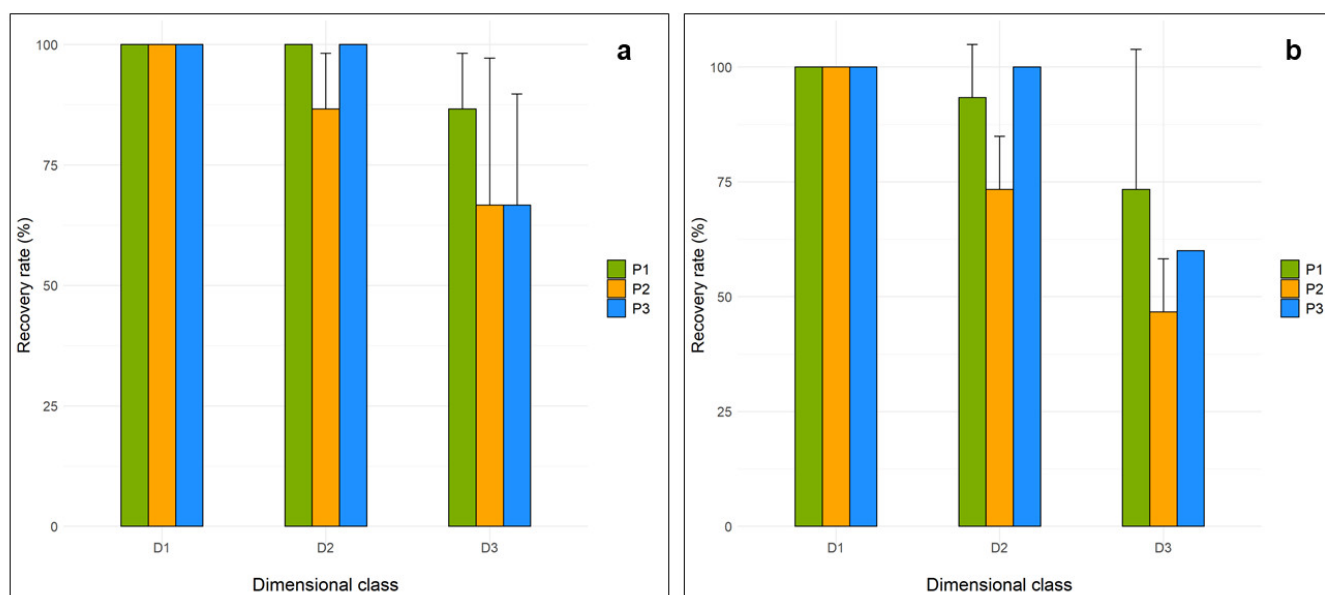 a
Recovery rate (%)
100
75
50
25
0
D1 D2 D3
Dimensional class
P1
P2
P3
b
Recovery rate (%)
100
75
50
25
0
D1 D2 D3
Dimensional class
P1
P2
P3